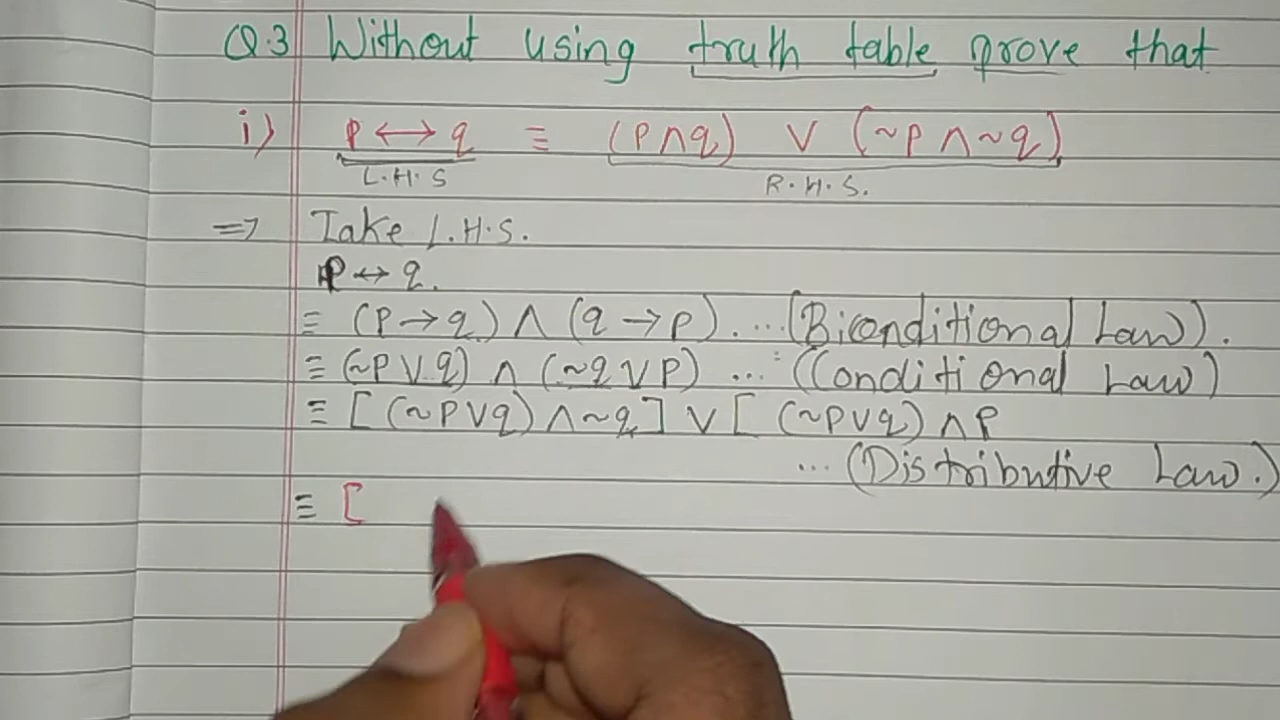 Q.3 Without using truth table prove that
i) p ↔ q ≡ (p ∧ q) ∨ (~p ∧ ~q)
L.H.S R.H.S.
⇒ Take L.H.S.
p ↔ q.
≡ (p → q) ∧ (q → p). ...(Biconditional Law).
≡ (~p ∨ q) ∧ (~q ∨ p) ... (Conditional Law)
≡ [ (~p ∨ q) ∧ ~q ] ∨ [ (~p ∨ q) ∧ p
... (Distributive Law.)
≡ [